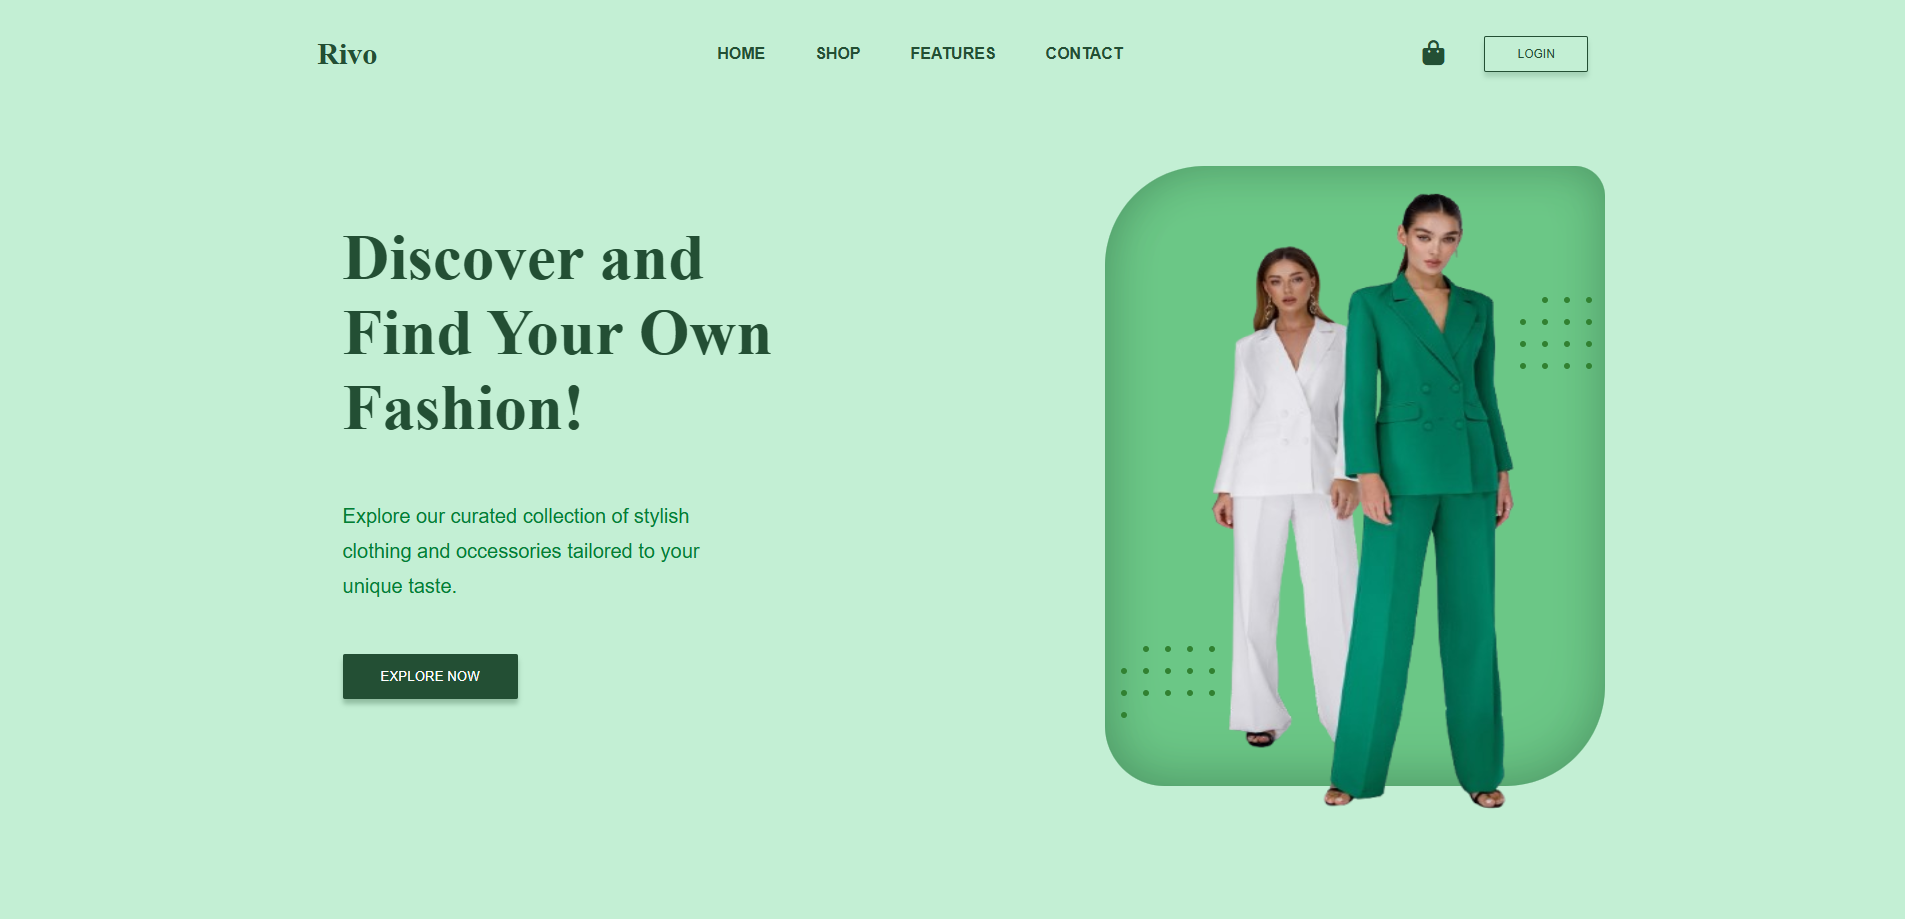 Rivo
HOME SHOP FEATURES CONTACT
LOGIN
Discover and
Find Your Own
Fashion!
Explore our curated collection of stylish
clothing and occessories tailored to your
unique taste.
EXPLORE NOW